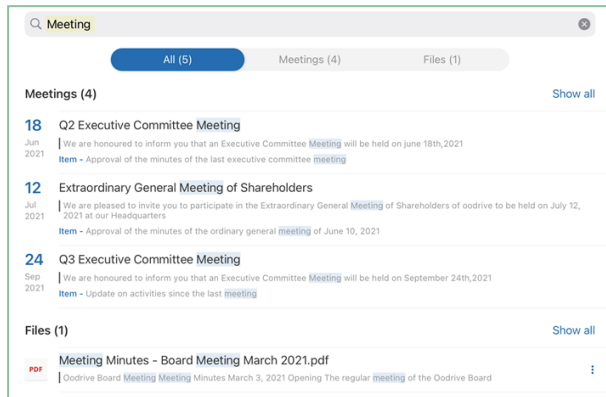 Meeting
All (5) Meetings (4) Files (1)
Meetings (4) Show all
18 Q2 Executive Committee Meeting
Jun We are honoured to inform you that an Executive Committee Meeting will be held on june 18th,2021
2021 Item - Approval of the minutes of the last executive committee meeting
12 Extraordinary General Meeting of Shareholders
Jul We are pleased to invite you to participate in the Extraordinary General Meeting of Shareholders of oodrive to be held on July 12,
2021 2021 at our Headquarters
Item - Approval of the minutes of the ordinary general meeting of June 10, 2021
24 Q3 Executive Committee Meeting
Sep We are honoured to inform you that an Executive Committee Meeting will be held on September 24th,2021
2021 Item - Update on activities since the last meeting
Files (1) Show all
PDF Meeting Minutes - Board Meeting March 2021.pdf
Oodrive Board Meeting Meeting Minutes March 3, 2021 Opening The regular meeting of the Oodrive Board